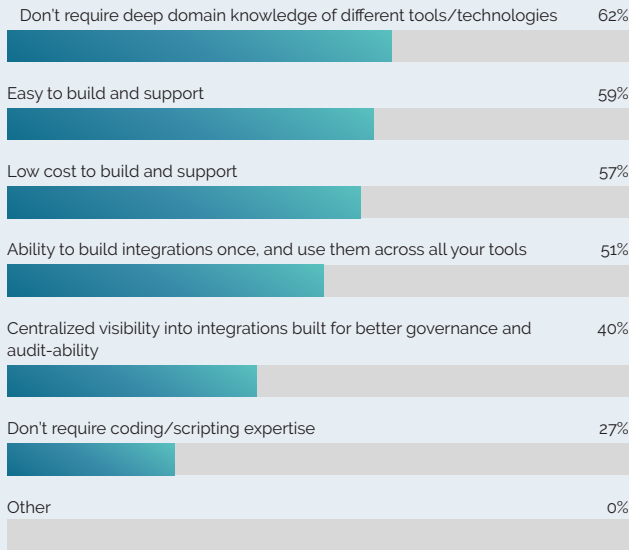 Don't require deep domain knowledge of different tools/technologies 62%
Easy to build and support 59%
Low cost to build and support 57%
Ability to build integrations once, and use them across all your tools 51%
Centralized visibility into integrations built for better governance and 40%
audit-ability
Don't require coding/scripting expertise 27%
Other 0%